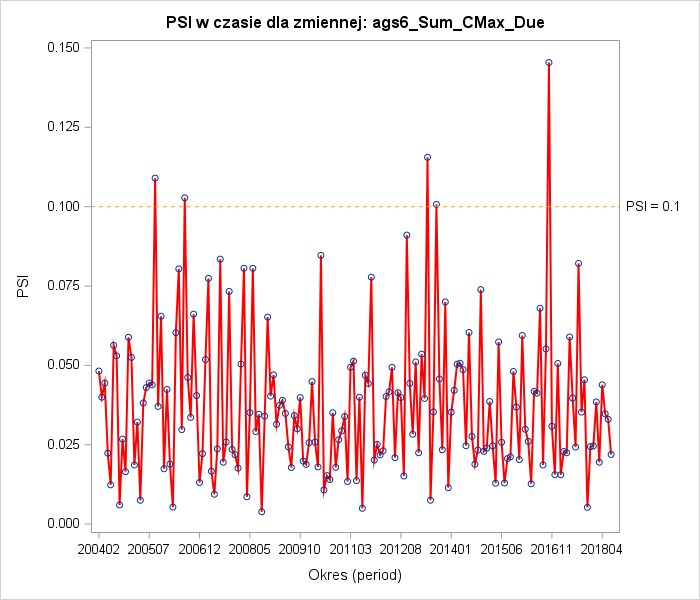 PSI w czasie dla zmiennej: ags6_Sum_CMax_Due
0.150
0.125
0.100
0.075
0.050
0.025
0.000
PSI
PSI = 0.1
200402 200507 200612 200805 200910 201103 201208 201401 201506 201611 201804
Okres (period)